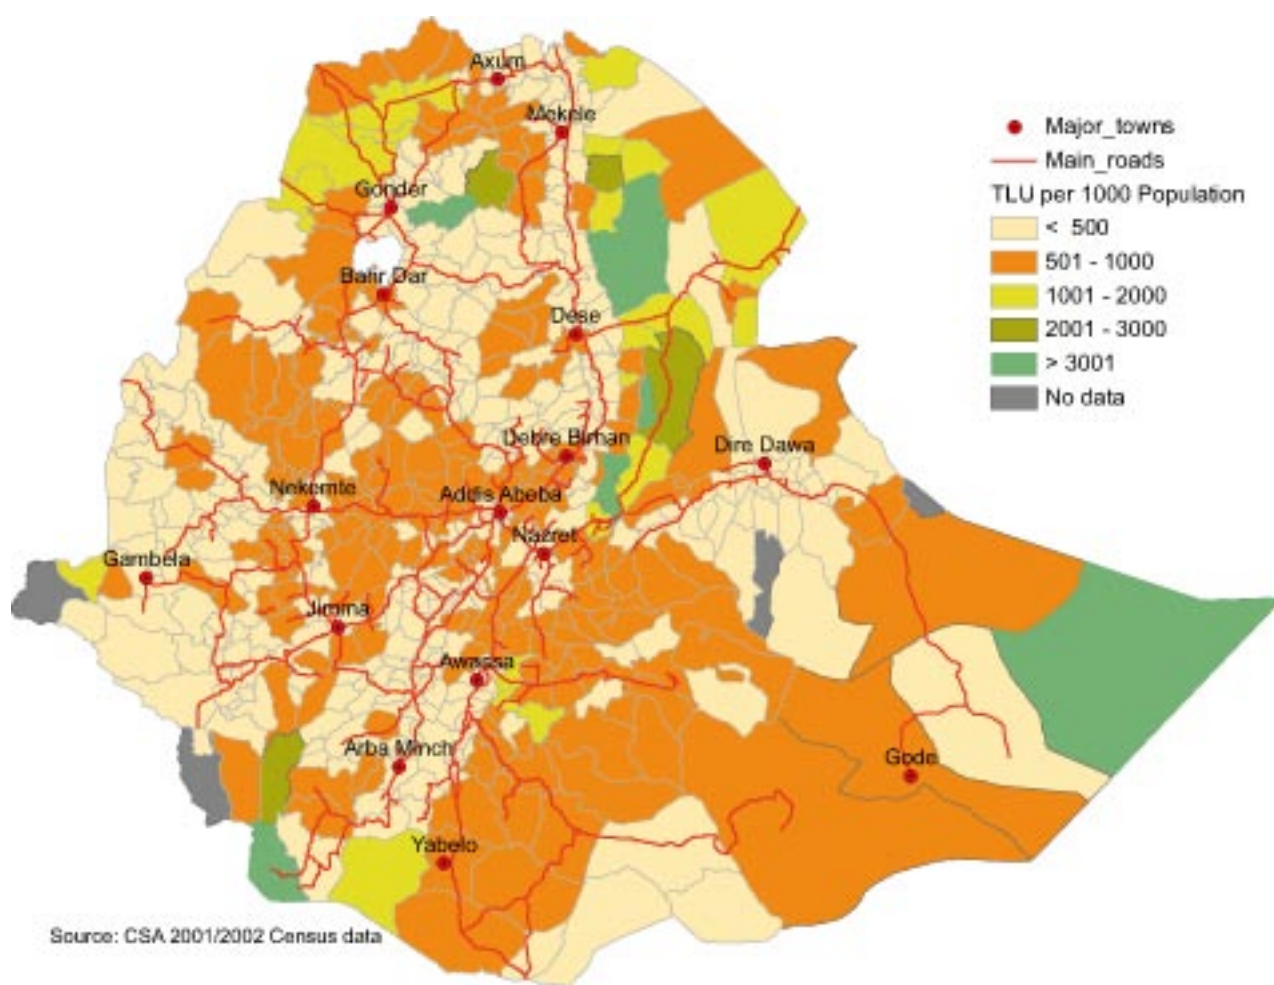 Axum
Mekele
Gonder
Bahir Dar
Dese
Debre Birhan
Dire Dawa
Nekemte
Addis Abeba
Nazret
Gambela
Jimma
Awassa
Arba Minch
Gode
Yabelo
Major_towns
Main_roads
TLU per 1000 Population
< 500
501 - 1000
1001 - 2000
2001 - 3000
> 3001
No data
Source: CSA 2001/2002 Census data